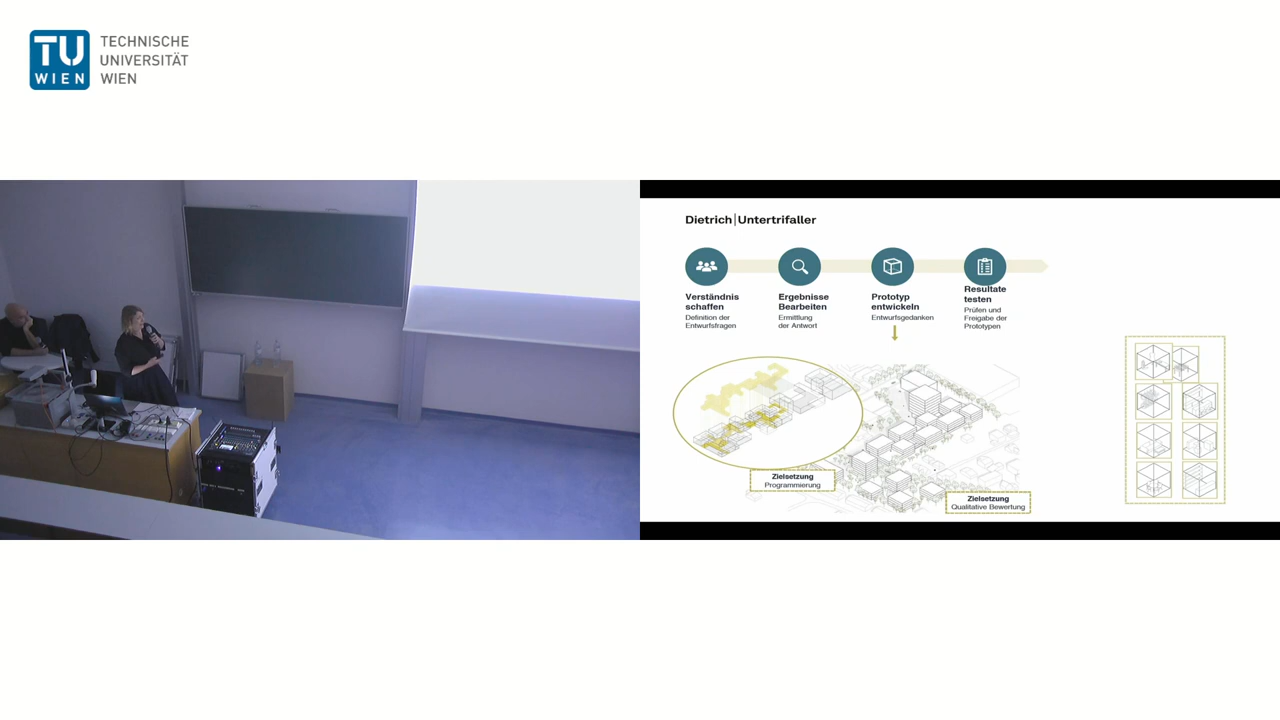 TU
WIEN
TECHNISCHE
UNIVERSITÄT
WIEN
Dietrich|Untertrifaller
Verständnis
schaffen
Definition der
Entwurfsfragen
Ergebnisse
Bearbeiten
Ermittlung
der Antwort
Prototyp
entwickeln
Entwurfsgedanken
Resultate
testen
Prüfen und
Freigabe der
Prototypen
Zielsetzung
Programmierung
Zielsetzung
Qualitative Bewertung